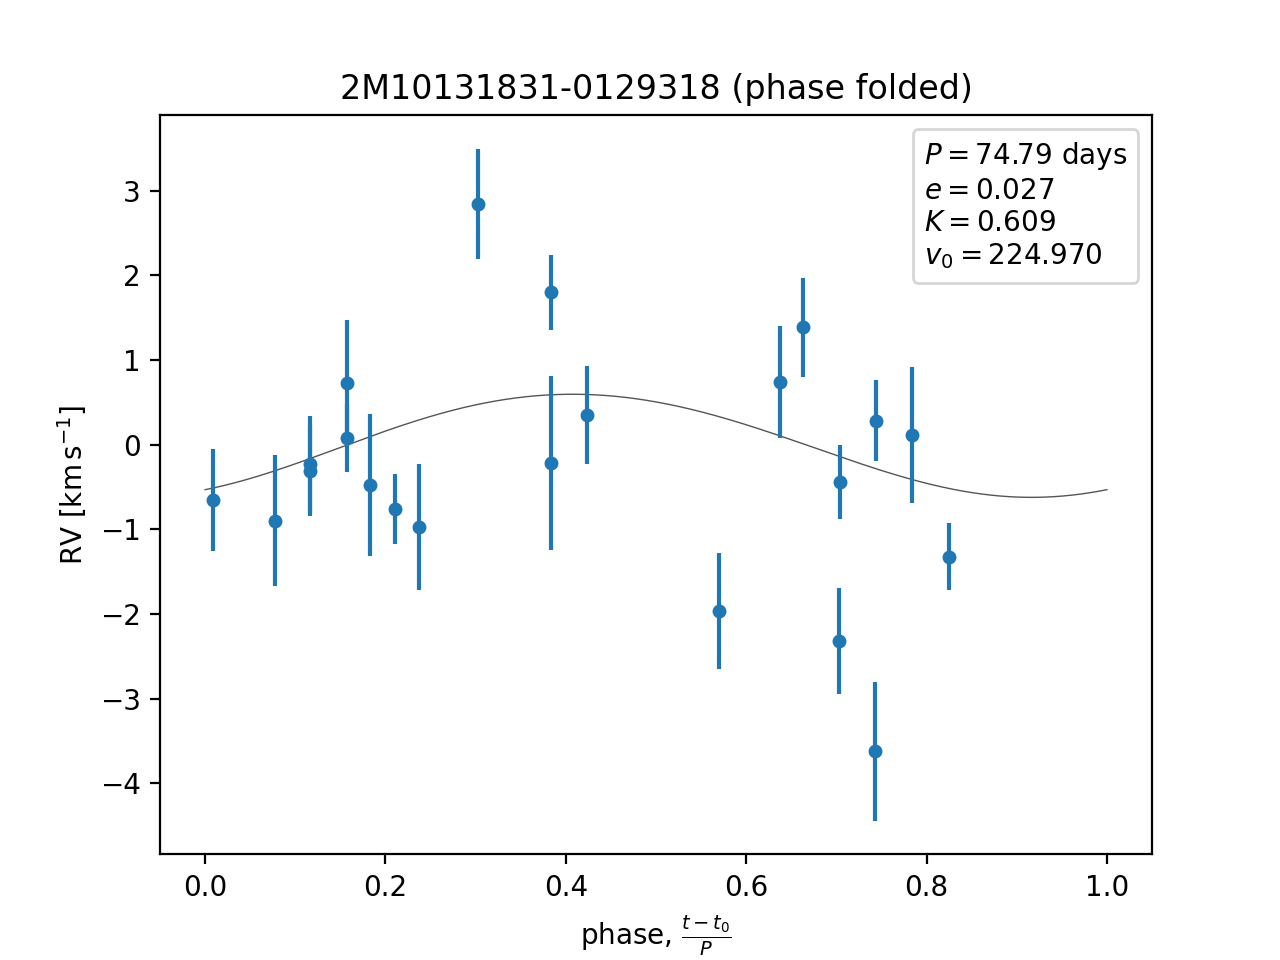 2M10131831-0129318 (phase folded)
P = 74.79 days
e = 0.027
K = 0.609
v₀ = 224.970
3
2
1
0
−1
−2
−3
−4
RV [km s⁻¹]
0.0 0.2 0.4 0.6 0.8 1.0
phase, (t − t₀)/P